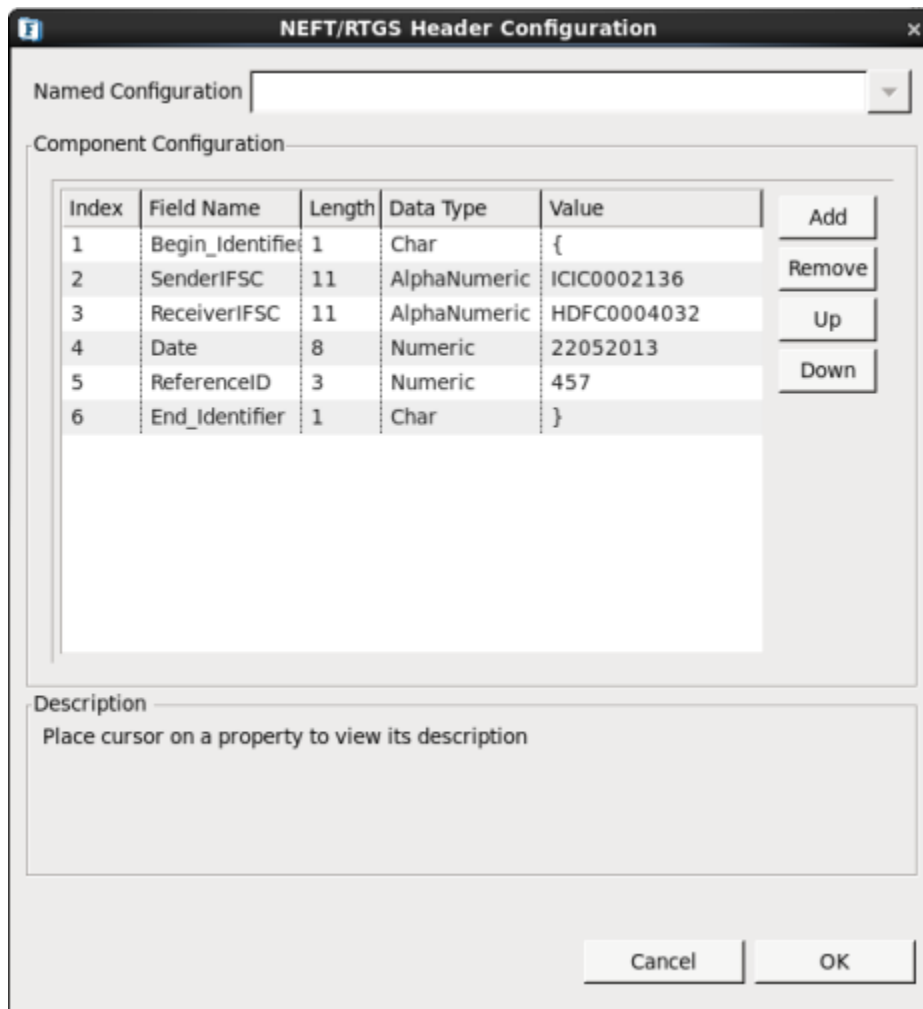 NEFT/RTGS Header Configuration
Named Configuration
Component Configuration
Index Field Name Length Data Type Value
1 Begin_Identifier 1 Char {
2 SenderIFSC 11 AlphaNumeric ICIC0002136
3 ReceiverIFSC 11 AlphaNumeric HDFC0004032
4 Date 8 Numeric 22052013
5 ReferenceID 3 Numeric 457
6 End_Identifier 1 Char }
Add
Remove
Up
Down
Description
Place cursor on a property to view its description
Cancel OK